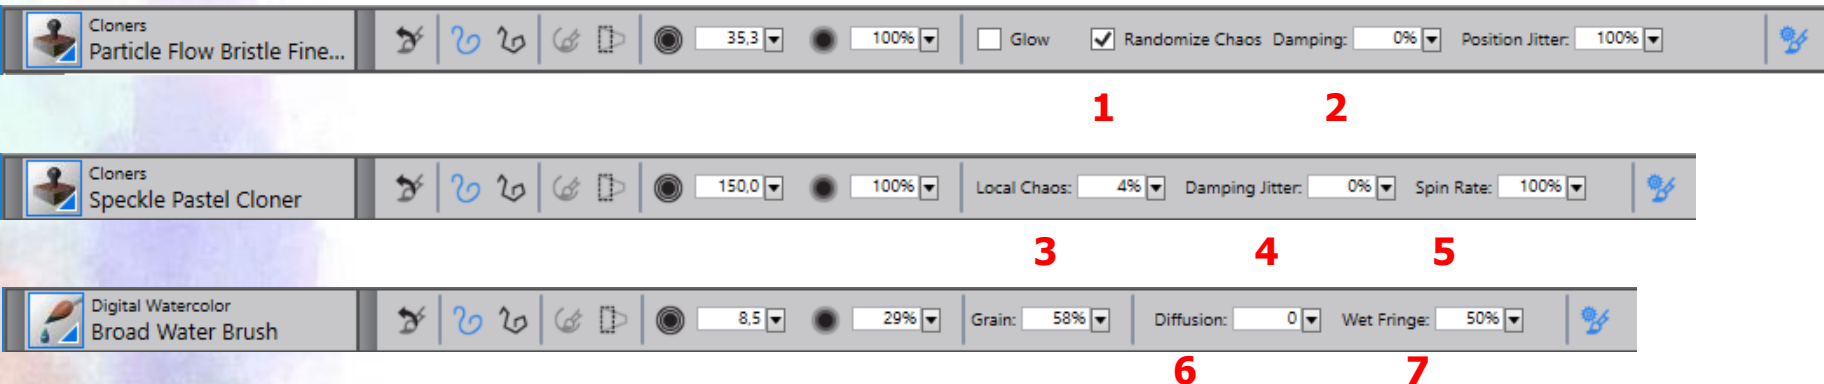 Cloners
Particle Flow Bristle Fine...
35,3 100% Glow Randomize Chaos Damping: 0% Position Jitter: 100%
1 2
Cloners
Speckle Pastel Cloner
150,0 100% Local Chaos: 4% Damping Jitter: 0% Spin Rate: 100%
3 4 5
Digital Watercolor
Broad Water Brush
8,5 29% Grain: 58% Diffusion: 0 Wet Fringe: 50%
6 7